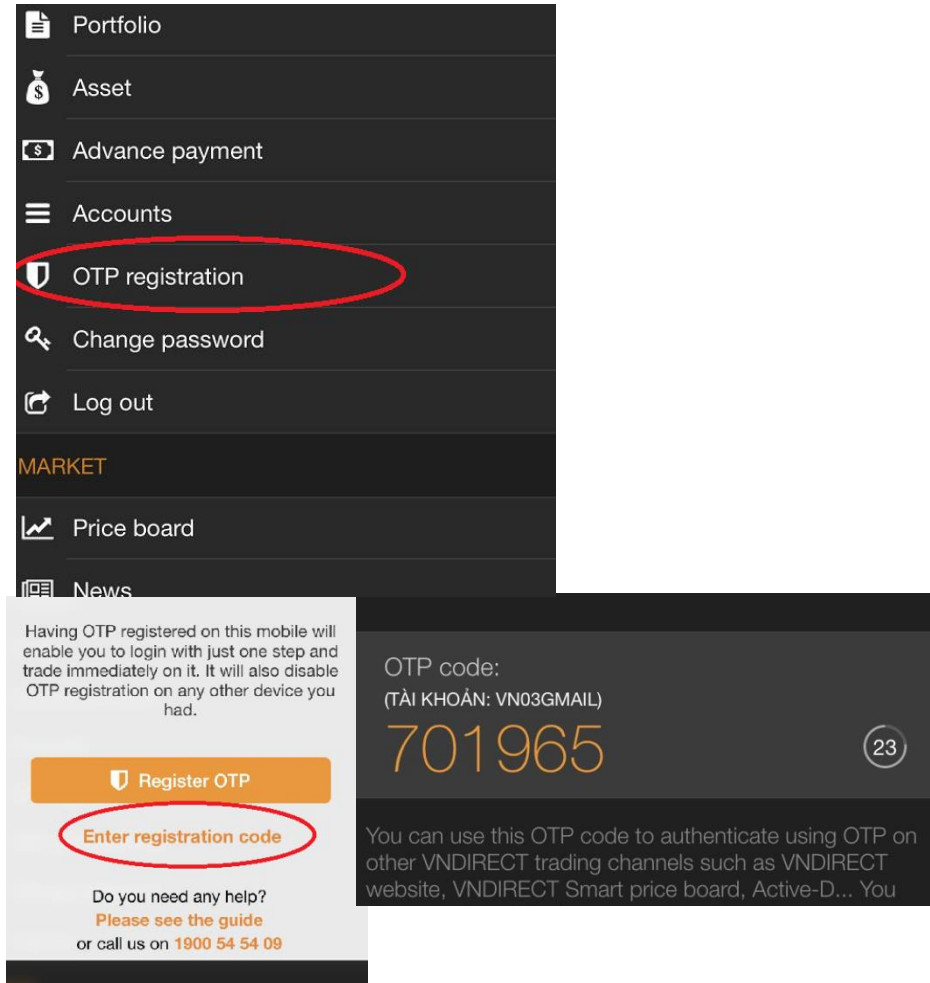 Portfolio
Asset
Advance payment
Accounts
OTP registration
Change password
Log out
MARKET
Price board
News
Having OTP registered on this mobile will
enable you to login with just one step and
trade immediately on it. It will also disable
OTP registration on any other device you
had.
Register OTP
Enter registration code
Do you need any help?
Please see the guide
or call us on 1900 54 54 09
OTP code:
(TÀI KHOẢN: VN03GMAIL)
701965
23
You can use this OTP code to authenticate using OTP on
other VNDIRECT trading channels such as VNDIRECT
website, VNDIRECT Smart price board, Active-D... You